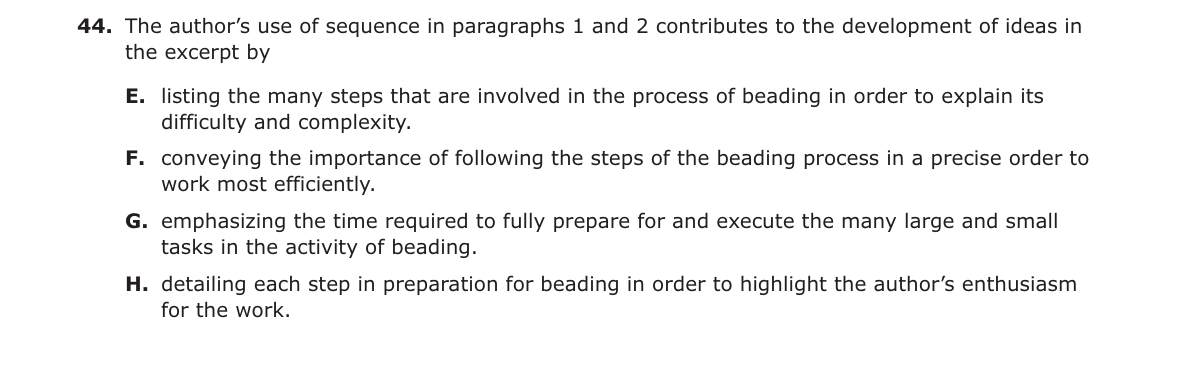 44. The author’s use of sequence in paragraphs 1 and 2 contributes to the development of ideas in
the excerpt by
E. listing the many steps that are involved in the process of beading in order to explain its
difficulty and complexity.
F. conveying the importance of following the steps of the beading process in a precise order to
work most efficiently.
G. emphasizing the time required to fully prepare for and execute the many large and small
tasks in the activity of beading.
H. detailing each step in preparation for beading in order to highlight the author’s enthusiasm
for the work.